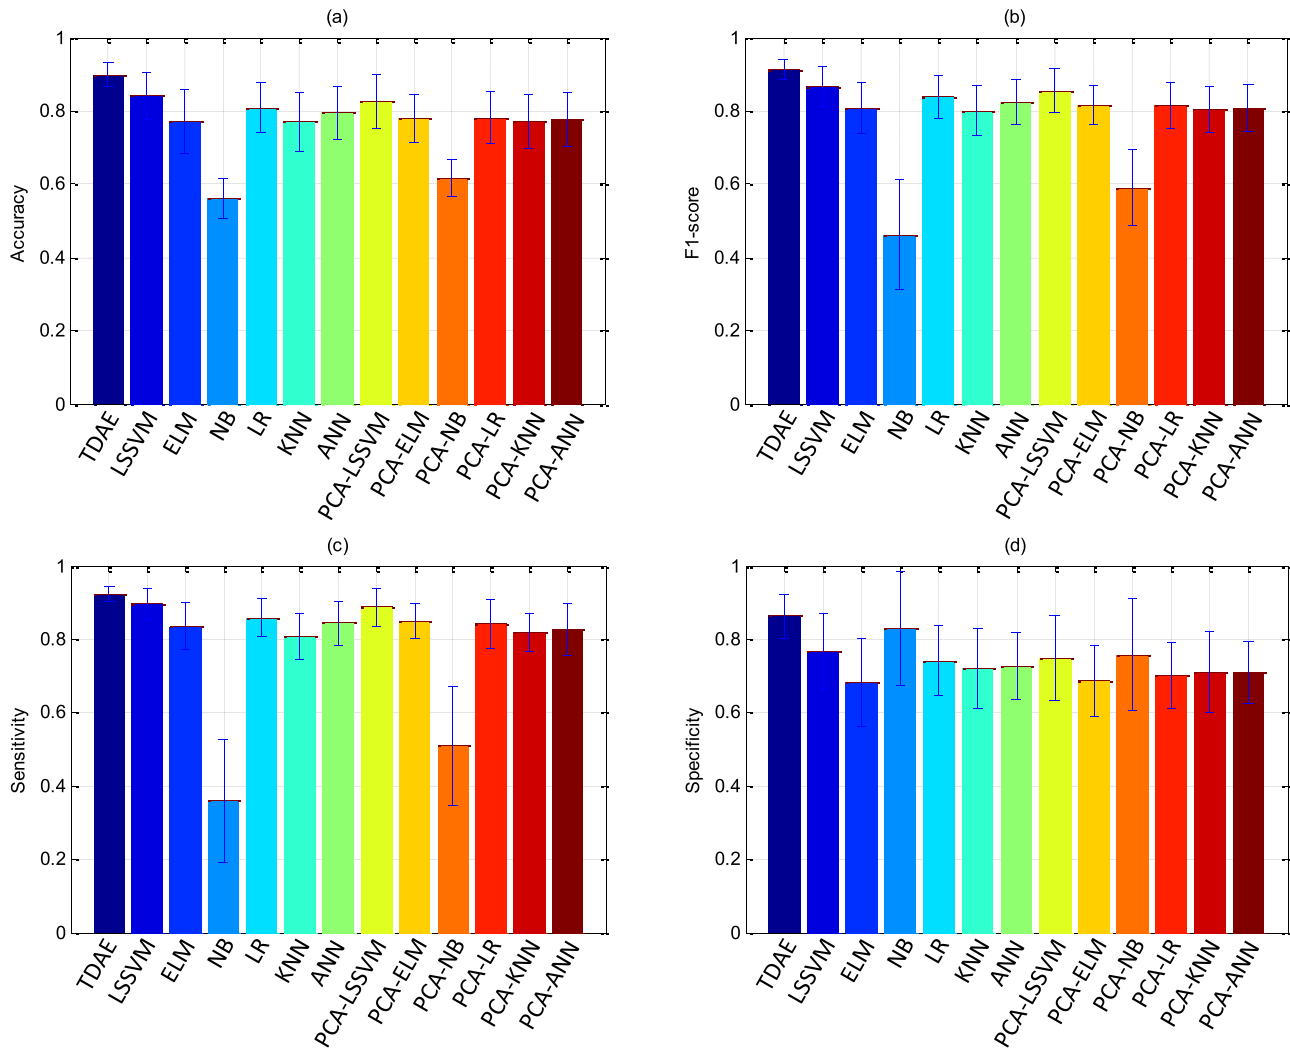 (a)
1
0.8
0.6
0.4
0.2
0
Accuracy
TDAE
LSSVM
ELM
NB
LR
KNN
ANN
PCA-LSSVM
PCA-ELM
PCA-NB
PCA-LR
PCA-KNN
PCA-ANN
(b)
1
0.8
0.6
0.4
0.2
0
F1-score
TDAE
LSSVM
ELM
NB
LR
KNN
ANN
PCA-LSSVM
PCA-ELM
PCA-NB
PCA-LR
PCA-KNN
PCA-ANN
(c)
1
0.8
0.6
0.4
0.2
0
Sensitivity
TDAE
LSSVM
ELM
NB
LR
KNN
ANN
PCA-LSSVM
PCA-ELM
PCA-NB
PCA-LR
PCA-KNN
PCA-ANN
(d)
1
0.8
0.6
0.4
0.2
0
Specificity
TDAE
LSSVM
ELM
NB
LR
KNN
ANN
PCA-LSSVM
PCA-ELM
PCA-NB
PCA-LR
PCA-KNN
PCA-ANN